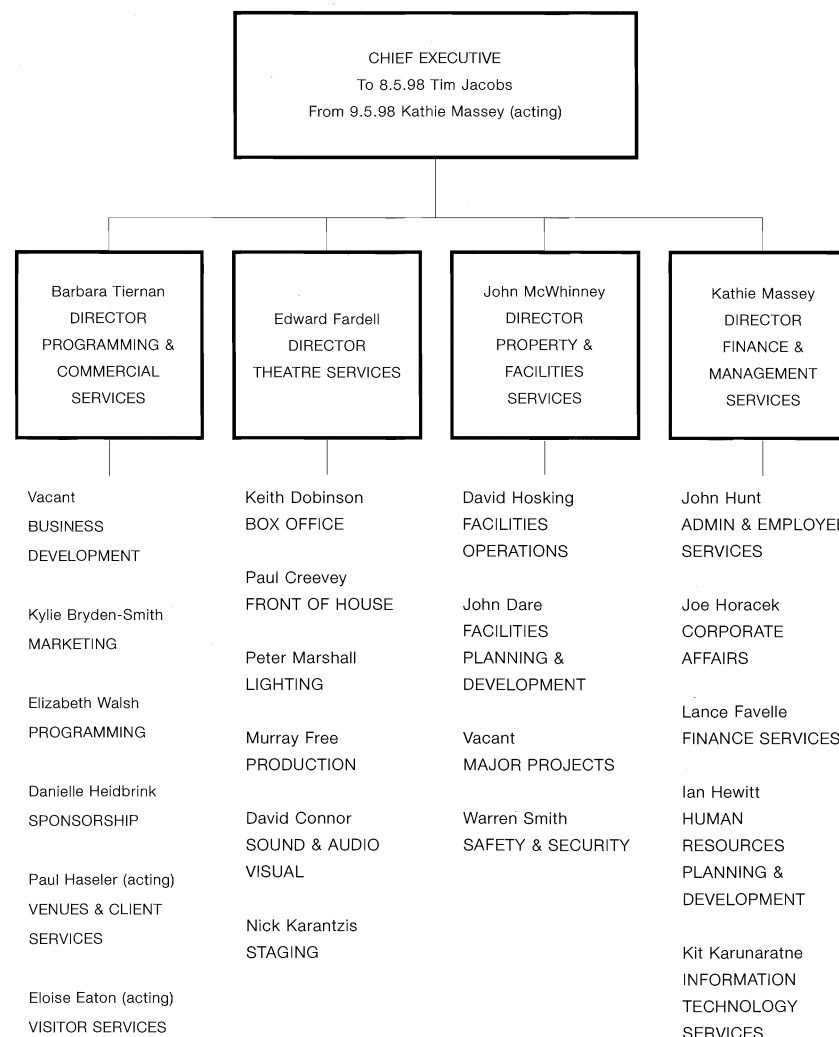 CHIEF EXECUTIVE
To 8.5.98 Tim Jacobs
From 9.5.98 Kathie Massey (acting)
Barbara Tiernan
DIRECTOR
PROGRAMMING &
COMMERCIAL
SERVICES
Edward Fardell
DIRECTOR
THEATRE SERVICES
John McWhinney
DIRECTOR
PROPERTY &
FACILITIES
SERVICES
Kathie Massey
DIRECTOR
FINANCE &
MANAGEMENT
SERVICES
Vacant
BUSINESS
DEVELOPMENT
Kylie Bryden-Smith
MARKETING
Elizabeth Walsh
PROGRAMMING
Danielle Heidbrink
SPONSORSHIP
Paul Haseler (acting)
VENUES & CLIENT
SERVICES
Eloise Eaton (acting)
VISITOR SERVICES
Keith Dobinson
BOX OFFICE
Paul Creevey
FRONT OF HOUSE
Peter Marshall
LIGHTING
Murray Free
PRODUCTION
David Connor
SOUND & AUDIO
VISUAL
Nick Karantzis
STAGING
David Hosking
FACILITIES
OPERATIONS
John Dare
FACILITIES
PLANNING &
DEVELOPMENT
Vacant
MAJOR PROJECTS
Warren Smith
SAFETY & SECURITY
John Hunt
ADMIN & EMPLOYEE
SERVICES
Joe Horacek
CORPORATE
AFFAIRS
Lance Favelle
FINANCE SERVICES
Ian Hewitt
HUMAN
RESOURCES
PLANNING &
DEVELOPMENT
Kit Karunaratne
INFORMATION
TECHNOLOGY
SERVICES